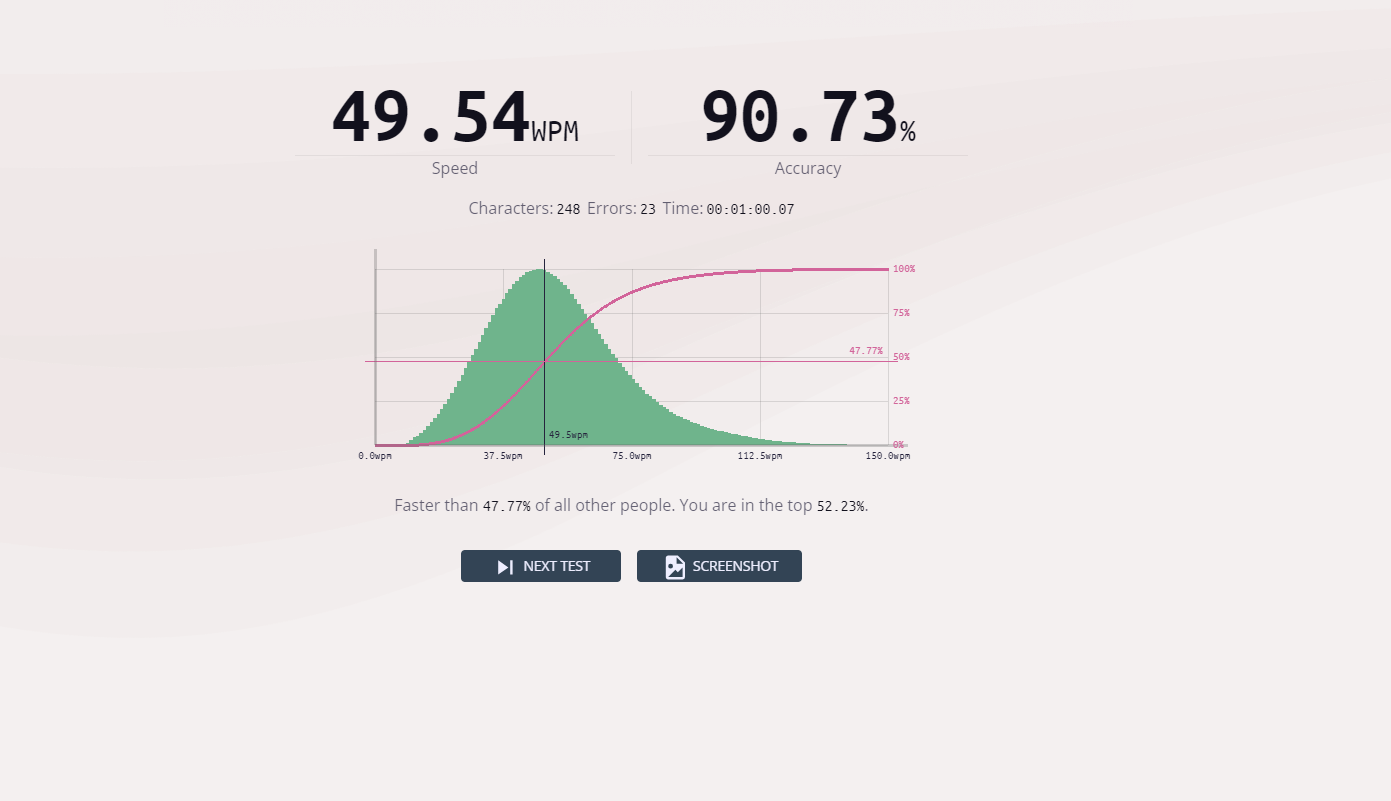 49.54WPM 90.73%
Speed Accuracy
Characters: 248 Errors: 23 Time: 00:01:00.07
100%
75%
47.77%
50%
25%
49.5wpm
0%
0.0wpm 37.5wpm 75.0wpm 112.5wpm 150.0wpm
Faster than 47.77% of all other people. You are in the top 52.23%.
NEXT TEST SCREENSHOT